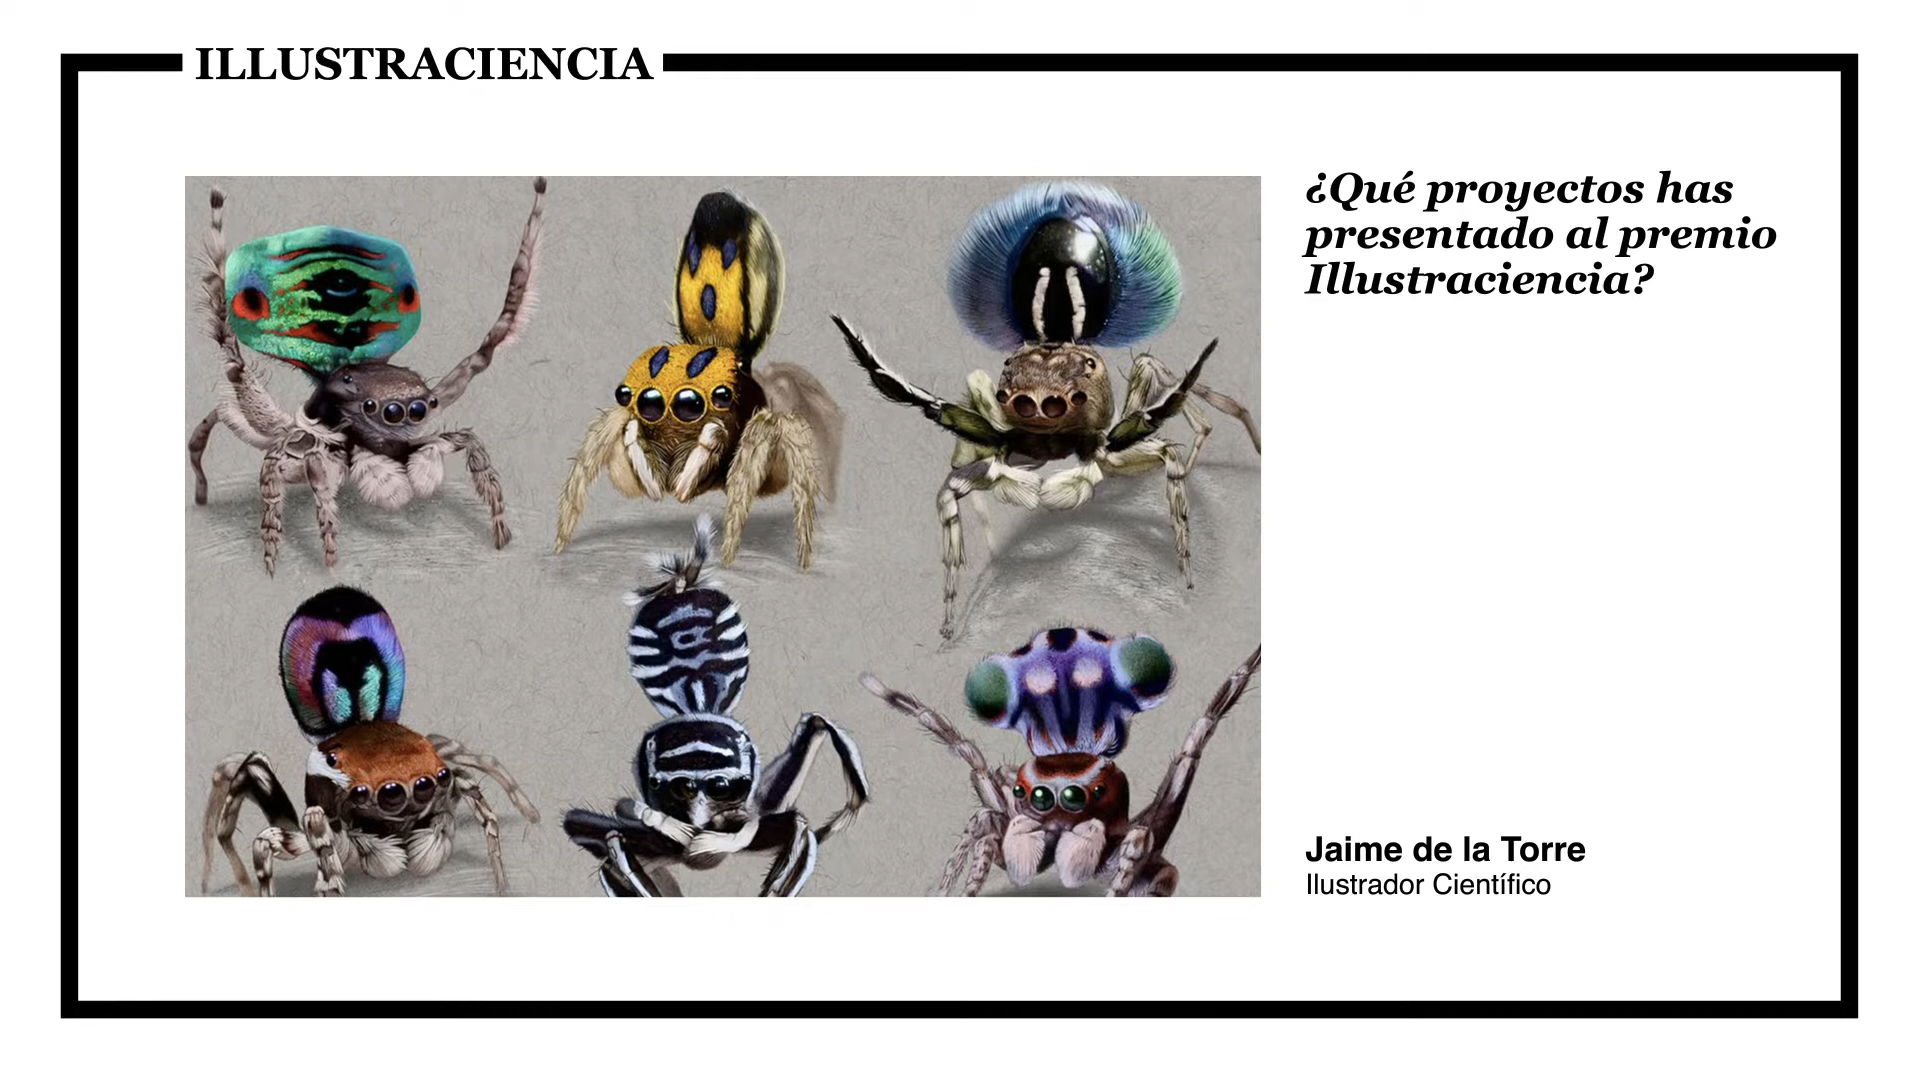 ILLUSTRACIENCIA
¿Qué proyectos has
presentado al premio
Illustraciencia?
Jaime de la Torre
Ilustrador Científico